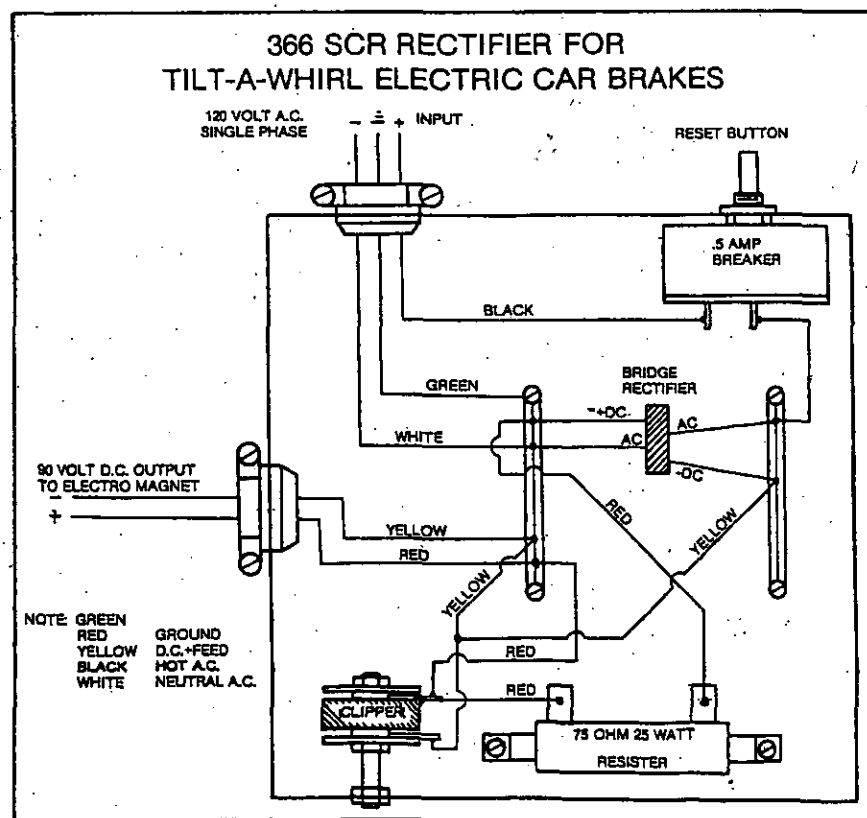 366 SCR RECTIFIER FOR
TILT-A-WHIRL ELECTRIC CAR BRAKES
120 VOLT A.C.
SINGLE PHASE
- +
INPUT
RESET BUTTON
.5 AMP
BREAKER
BLACK
GREEN
BRIDGE
RECTIFIER
+DC
AC
WHITE
AC
-DC
90 VOLT D.C. OUTPUT
TO ELECTRO MAGNET
-
+
YELLOW
RED
RED
YELLOW
YELLOW
NOTE: GREEN
RED GROUND
YELLOW D.C.+FEED
BLACK HOT A.C.
WHITE NEUTRAL A.C.
RED
RED
CLIPPER
75 OHM 25 WATT
RESISTER